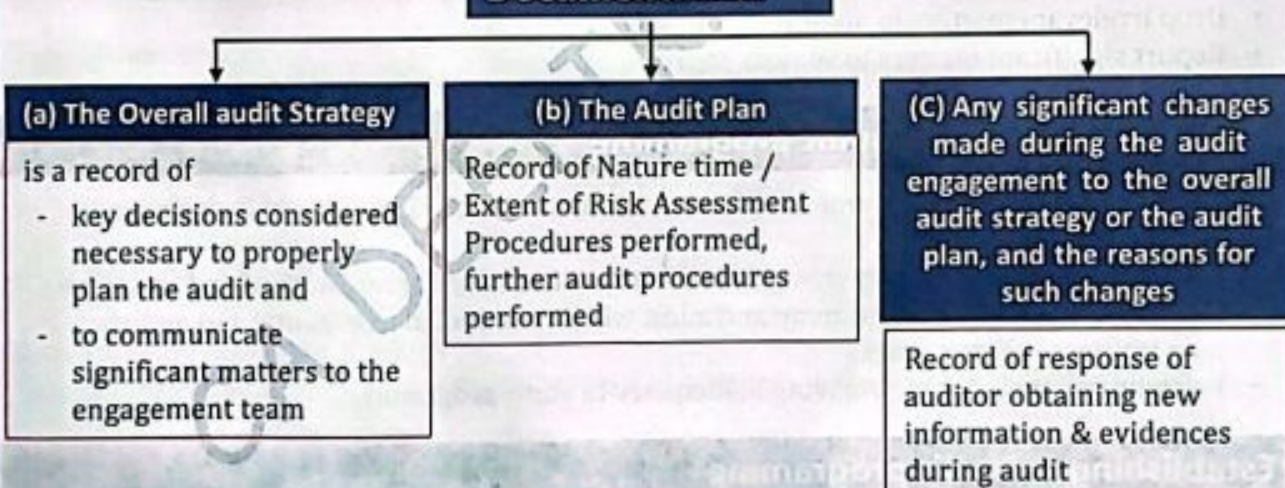 (a) The Overall audit Strategy
is a record of
- key decisions considered
necessary to properly
plan the audit and
- to communicate
significant matters to the
engagement team
(b) The Audit Plan
Record of Nature time /
Extent of Risk Assessment
Procedures performed,
further audit procedures
performed
(C) Any significant changes
made during the audit
engagement to the overall
audit strategy or the audit
plan, and the reasons for
such changes
Record of response of
auditor obtaining new
information & evidences
during audit